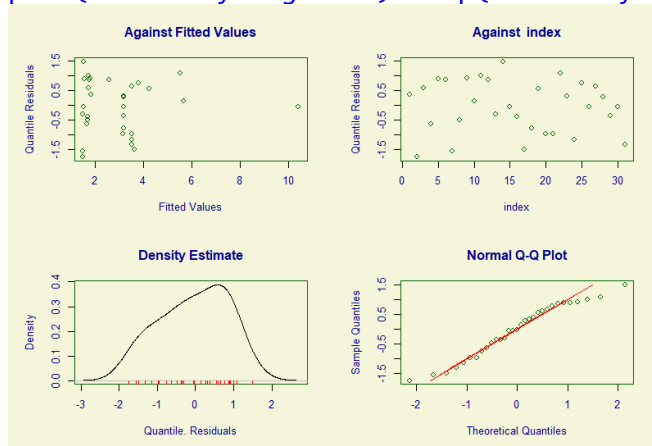 Against Fitted Values
Quantile Residuals
-1.5 -0.5 0.5 1.5
2 4 6 8 10
Fitted Values
Against index
Quantile Residuals
-1.5 -0.5 0.5 1.5
0 5 10 15 20 25 30
index
Density Estimate
Density
0.0 0.1 0.2 0.3 0.4
-3 -2 -1 0 1 2
Quantile. Residuals
Normal Q-Q Plot
Sample Quantiles
-1.5 -0.5 0.5 1.5
-2 -1 0 1 2
Theoretical Quantiles